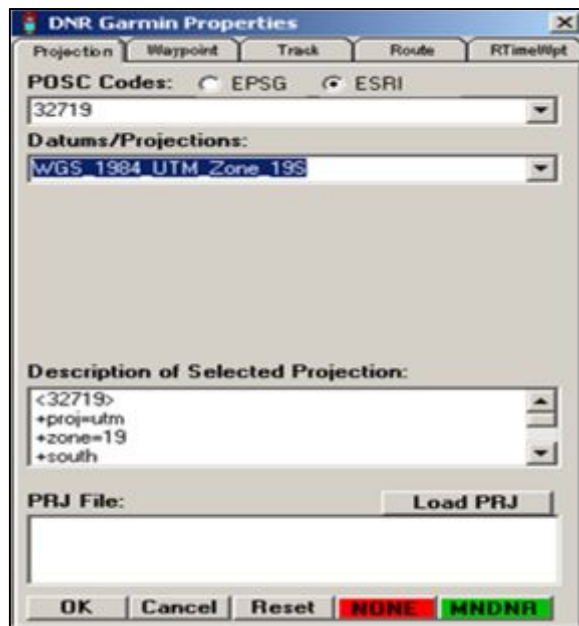 DNR Garmin Properties
Projection Waypoint Track Route RTimeWpt
POSC Codes: EPSG ESRI
32719
Datums/Projections:
WGS_1984_UTM_Zone_19S
Description of Selected Projection:
<32719>
+proj=utm
+zone=19
+south
PRJ File: Load PRJ
OK Cancel Reset NONE MNDNR